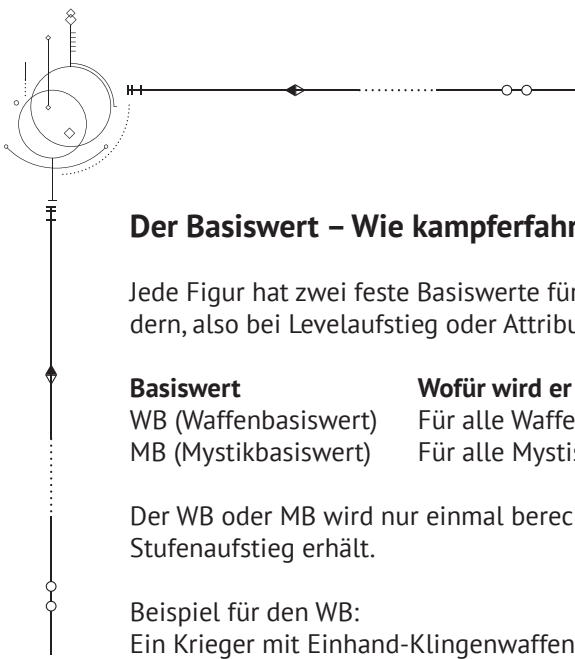 Der Basiswert – Wie kampferfahr
Jede Figur hat zwei feste Basiswerte für
dern, also bei Levelaufstieg oder Attribu
Basiswert Wofür wird er
WB (Waffenbasiswert) Für alle Waffe
MB (Mystikbasiswert) Für alle Mystis
Der WB oder MB wird nur einmal berec
Stufenaufstieg erhält.
Beispiel für den WB:
Ein Krieger mit Einhand-Klingenwaffen